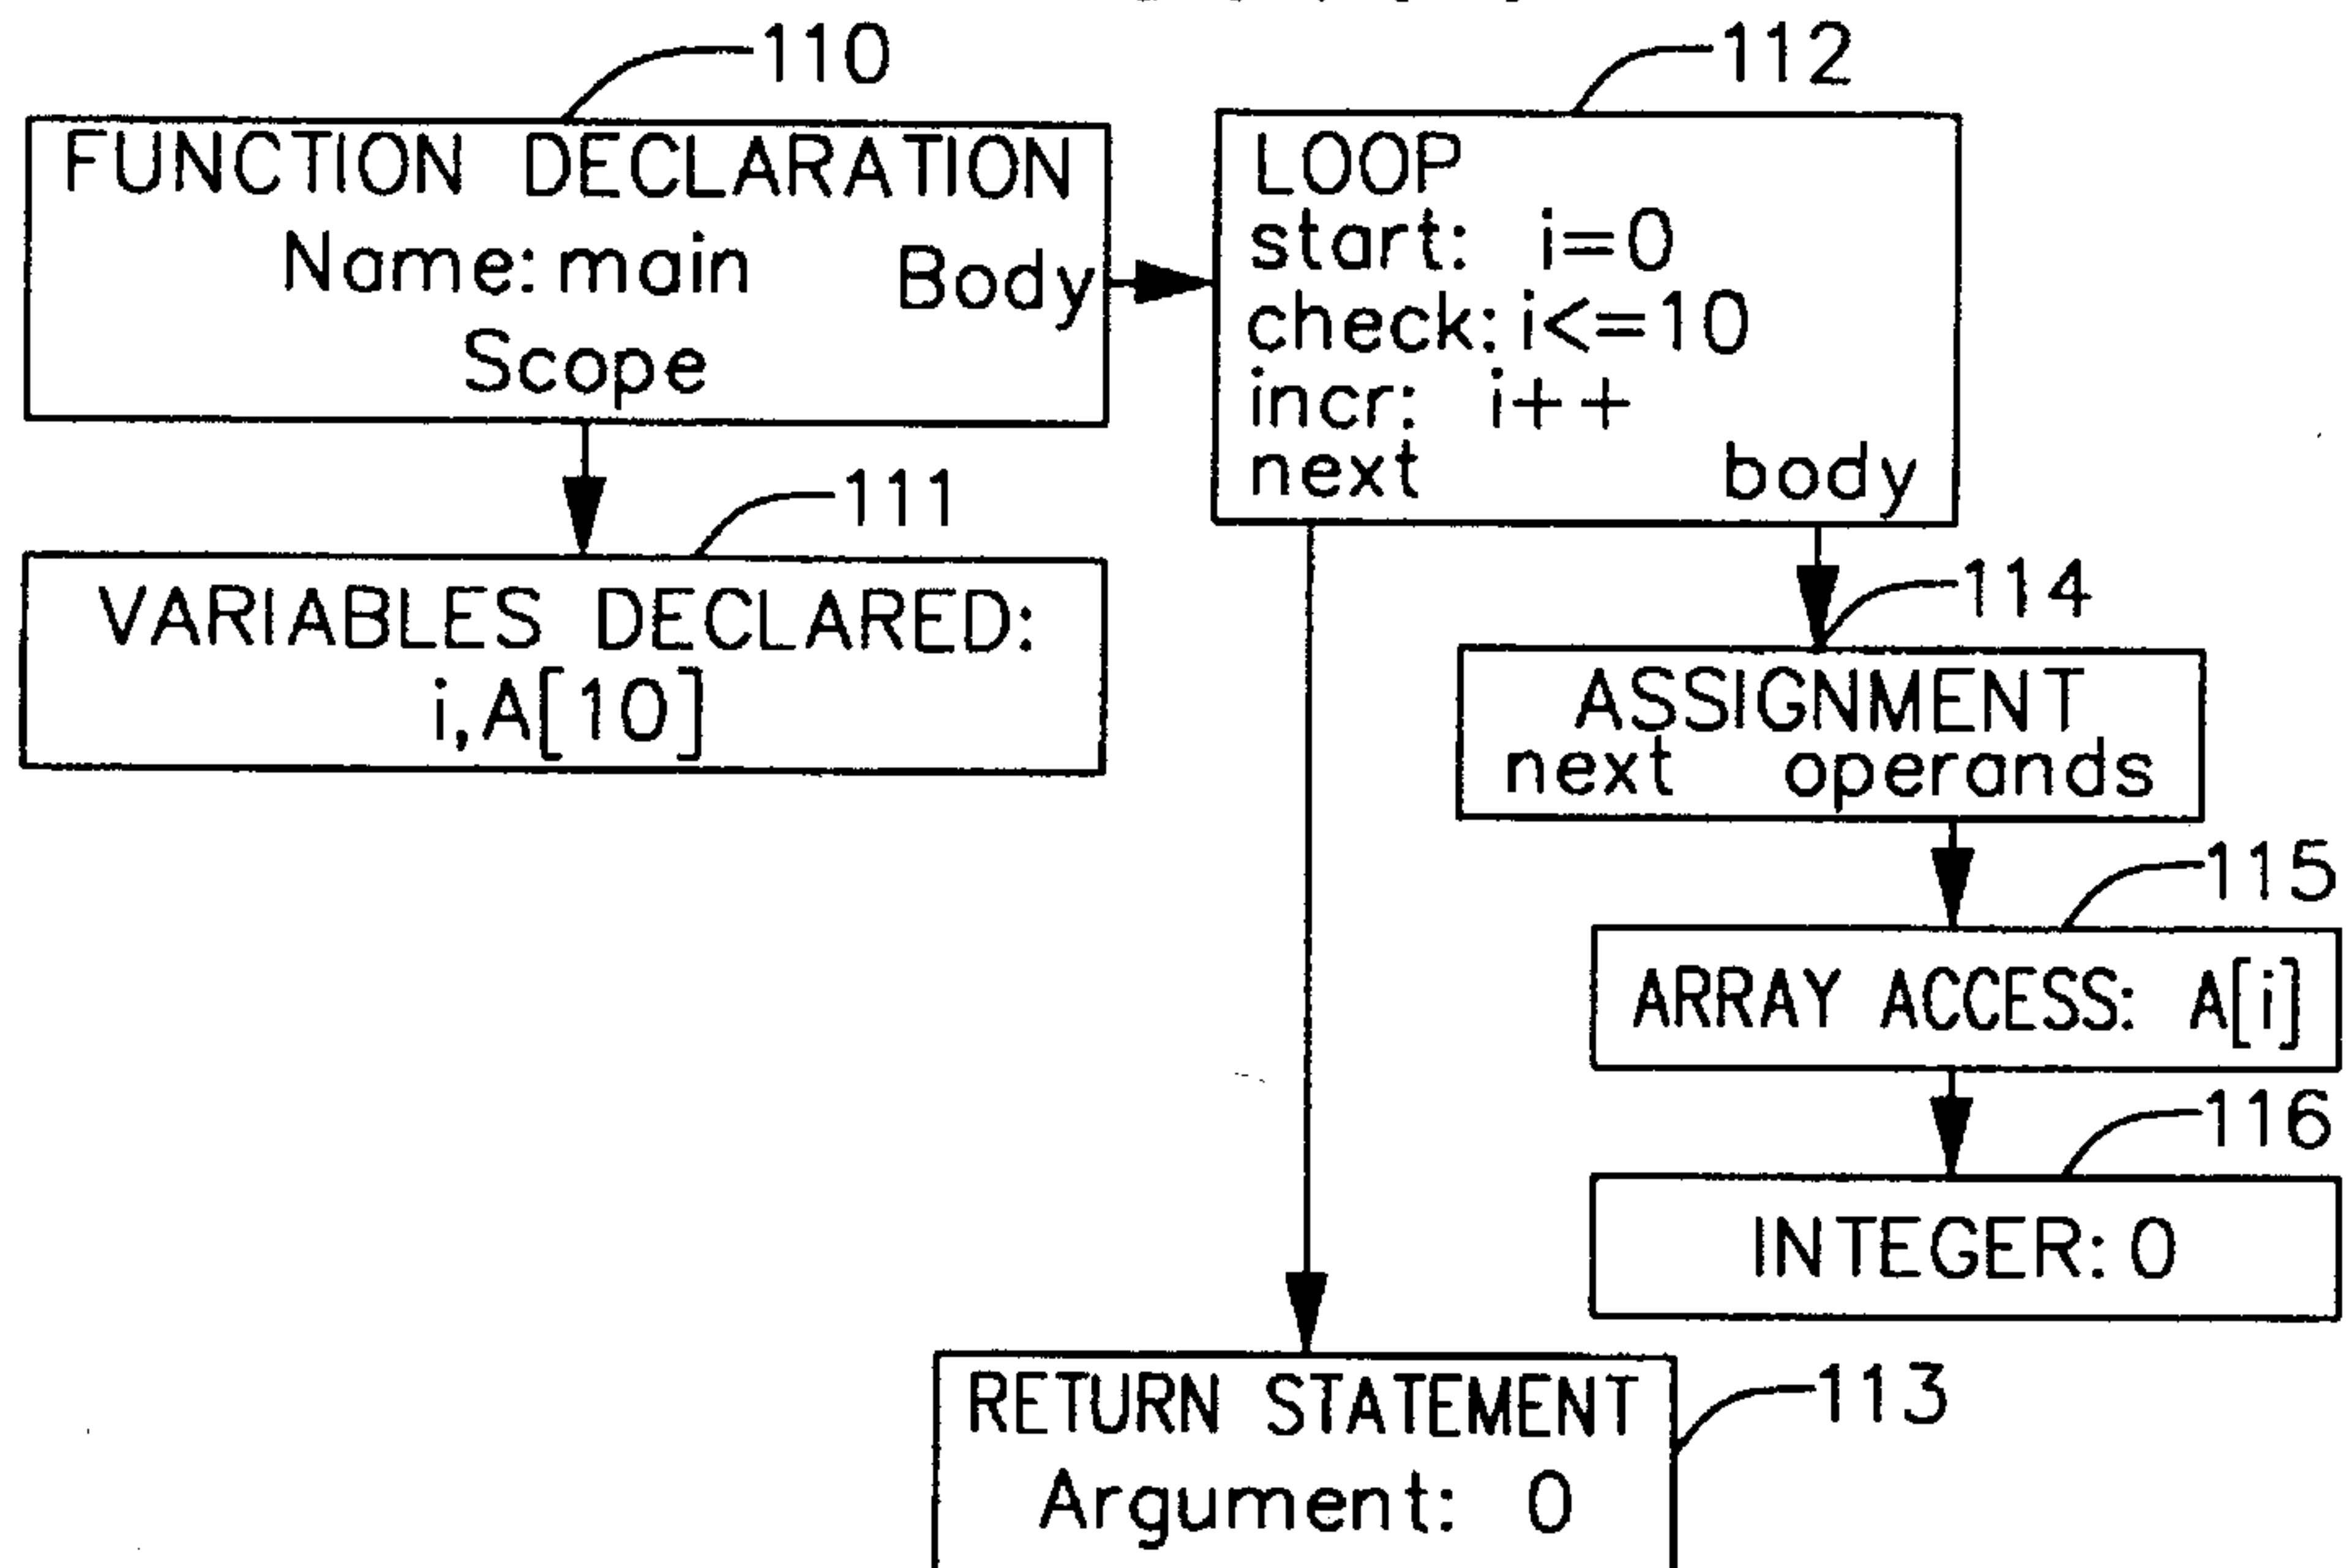 110
FUNCTION DECLARATION
Name: main Body
Scope
111
VARIABLES DECLARED:
i,A[10]
112
LOOP
start: i=0
check: i<=10
incr: i++
next body
114
ASSIGNMENT
next operands
115
ARRAY ACCESS: A[i]
116
INTEGER: 0
113
RETURN STATEMENT
Argument: 0